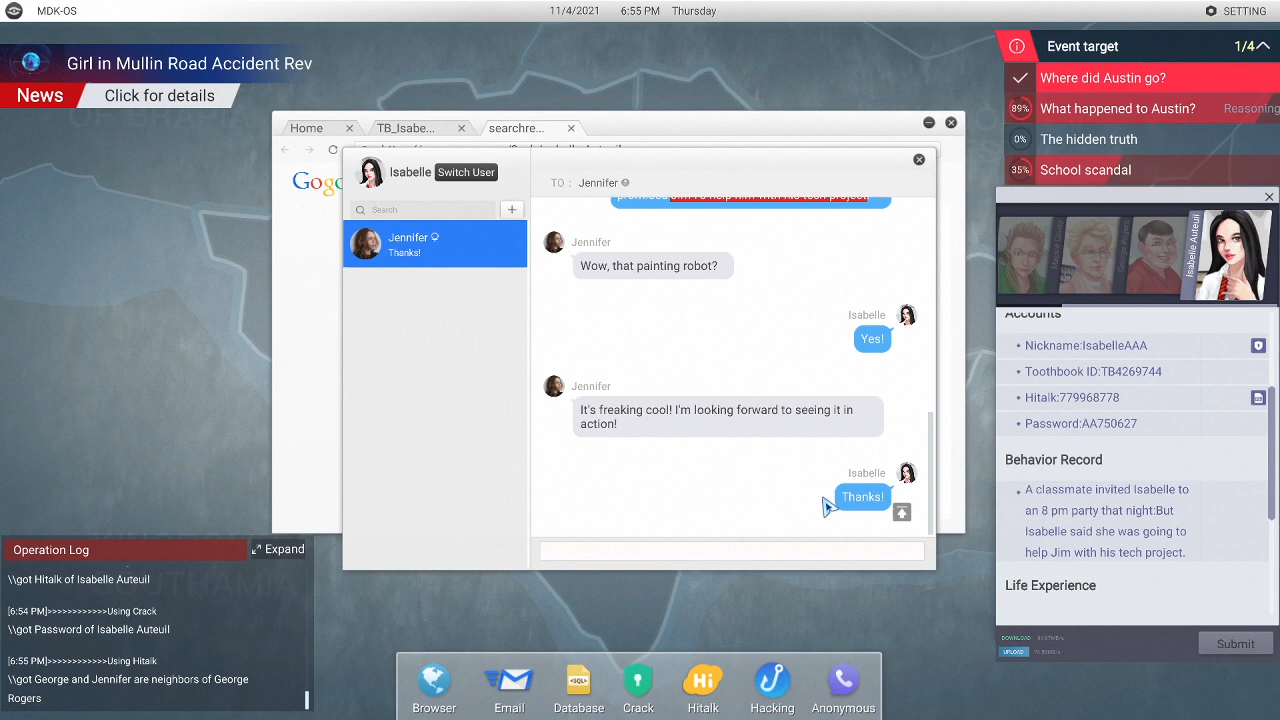 MDK-OS
11/4/2021 6:55 PM Thursday
SETTING
Girl in Mullin Road Accident Rev
News
Click for details
Event target
1/4
Where did Austin go?
89%
What happened to Austin?
Reasoning
0%
The hidden truth
35%
School scandal
Home
TB_Isabe...
searchre...
Isabelle
Switch User
Search
Jennifer
Thanks!
TO : Jennifer
Jennifer
Wow, that painting robot?
Isabelle
Yes!
Jennifer
It's freaking cool! I'm looking forward to seeing it in
action!
Isabelle
Thanks!
Isabelle Auteuil
Accounts
• Nickname:IsabelleAAA
• Toothbook ID:TB4269744
• Hitalk:779968778
• Password:AA750627
Behavior Record
• A classmate invited Isabelle to
an 8 pm party that night:But
Isabelle said she was going to
help Jim with his tech project.
Life Experience
DOWNLOAD
UPLOAD
Submit
Operation Log
Expand
\\got Hitalk of Isabelle Auteuil
[6:54 PM]>>>>>>>>>>>Using Crack
\\got Password of Isabelle Auteuil
[6:55 PM]>>>>>>>>>>>Using Hitalk
\\got George and Jennifer are neighbors of George
Rogers
Browser
Email
<SQL>
Database
Crack
Hi
Hitalk
Hacking
Anonymous